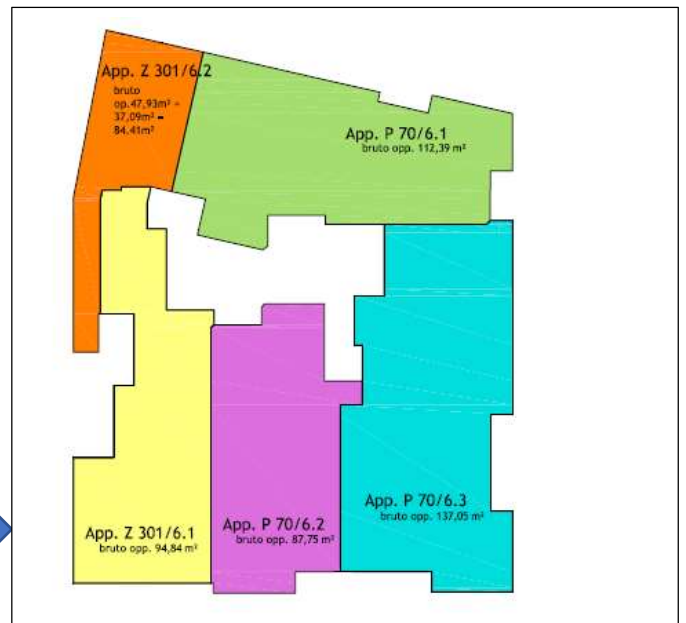 App. Z 301/6.2
bruto
op.47,93m² =
37,09m² =
84.41m²
App. P 70/6.1
bruto opp. 112,39 m²
App. P 70/6.3
bruto opp. 137,05 m²
App. P 70/6.2
bruto opp. 87,75 m²
App. Z 301/6.1
bruto opp. 94,84 m²